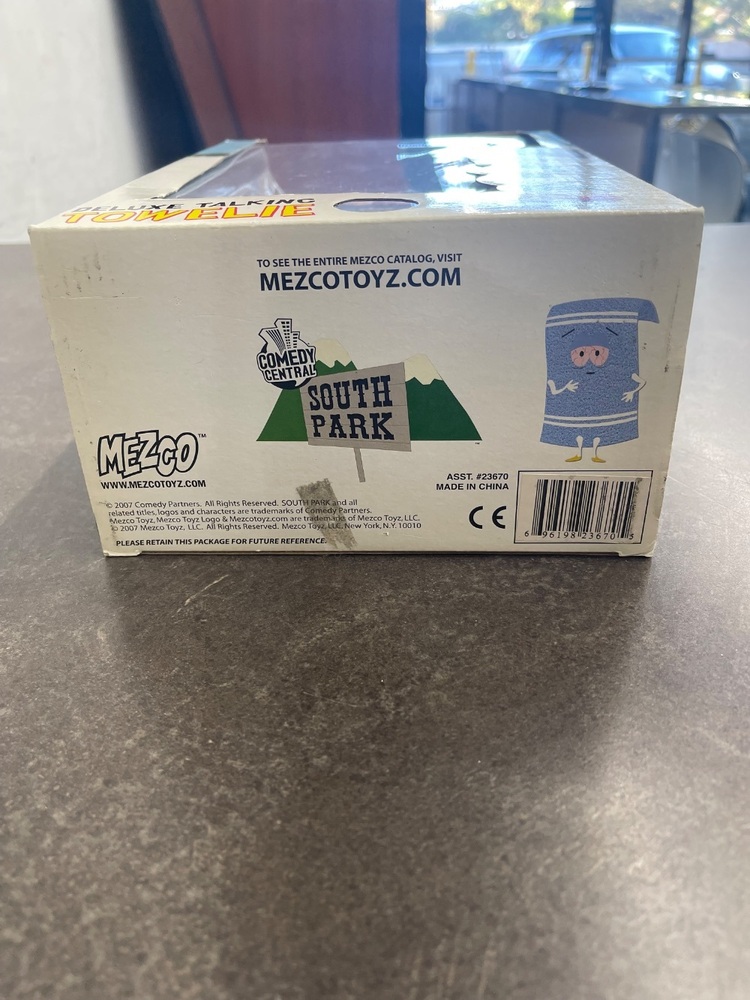 DELUXE TALKING
TOWELIE
TO SEE THE ENTIRE MEZCO CATALOG, VISIT
MEZCOTOYZ.COM
COMEDY
CENTRAL
SOUTH
PARK
MEZCO™
WWW.MEZCOTOYZ.COM
ASST. #23670
MADE IN CHINA
© 2007 Comedy Partners. All Rights Reserved. SOUTH PARK and all
related titles, logos and characters are trademarks of Comedy Partners.
Mezco Toyz, Mezco Toyz Logo & Mezcotoyz.com are trademarks of Mezco Toyz, LLC.
© 2007 Mezco Toyz, LLC. All Rights Reserved. Mezco Toyz, LLC. New York, N.Y. 10010
PLEASE RETAIN THIS PACKAGE FOR FUTURE REFERENCE.
CE
6 96198 23670 5